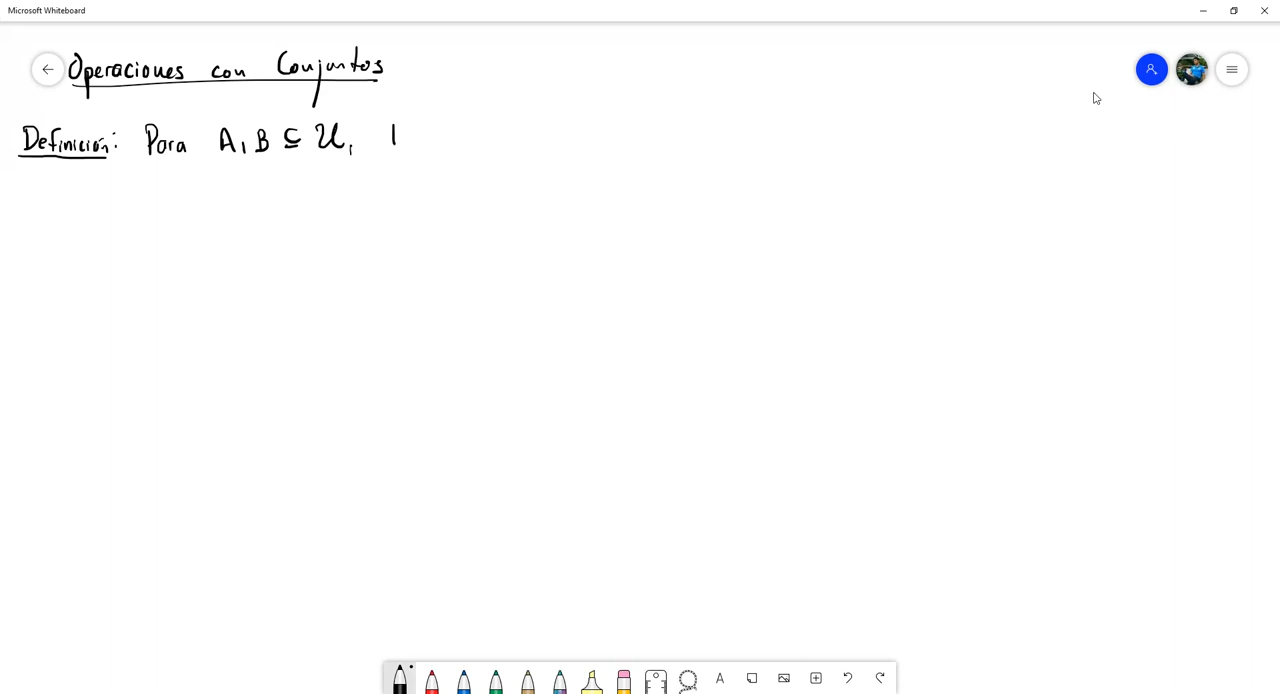 Microsoft Whiteboard
Operaciones con Conjuntos
Definición: Para A, B ⊆ U,